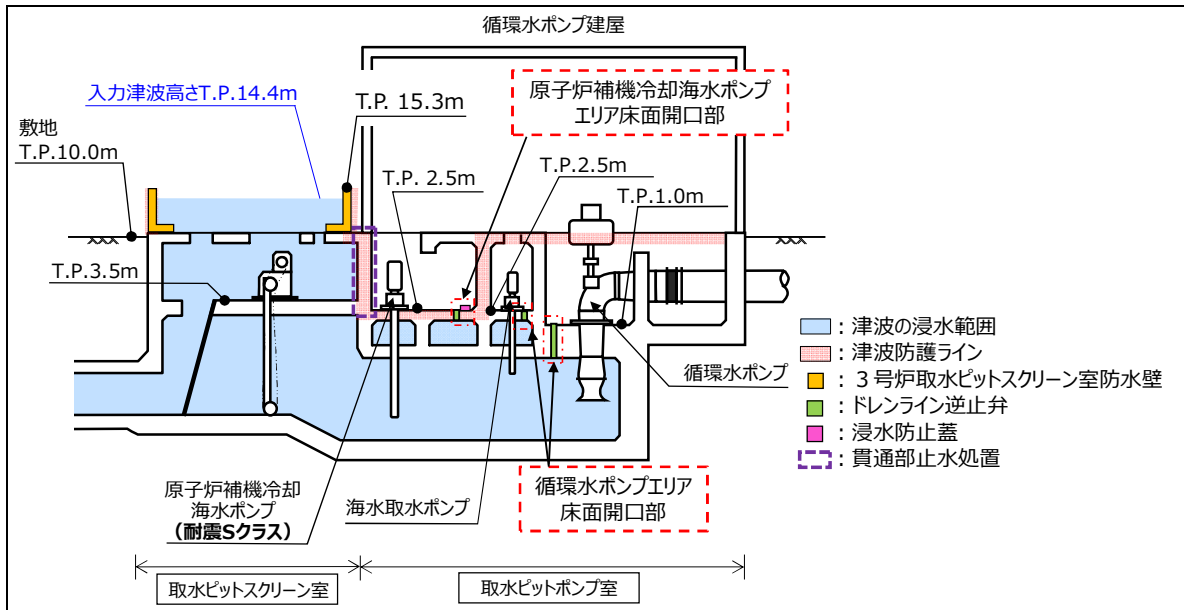 循環水ポンプ建屋
原子炉補機冷却海水ポンプ
エリア床面開口部
入力津波高さT.P.14.4m
T.P. 15.3m
敷地
T.P.10.0m
T.P. 2.5m
T.P.2.5m
T.P.1.0m
T.P.3.5m
循環水ポンプ
:津波の浸水範囲
:津波防護ライン
:3号炉取水ピットスクリーン室防水壁
:ドレンライン逆止弁
:浸水防止蓋
:貫通部止水処置
原子炉補機冷却
海水ポンプ
(耐震Sクラス)
海水取水ポンプ
循環水ポンプエリア
床面開口部
取水ピットスクリーン室
取水ピットポンプ室